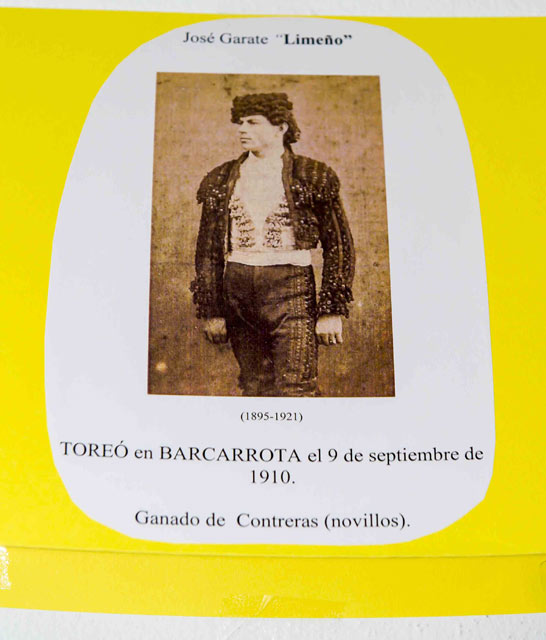 José Garate “Limeño”
(1895-1921)
TOREÓ en BARCARROTA el 9 de septiembre de
1910.
Ganado de Contreras (novillos).